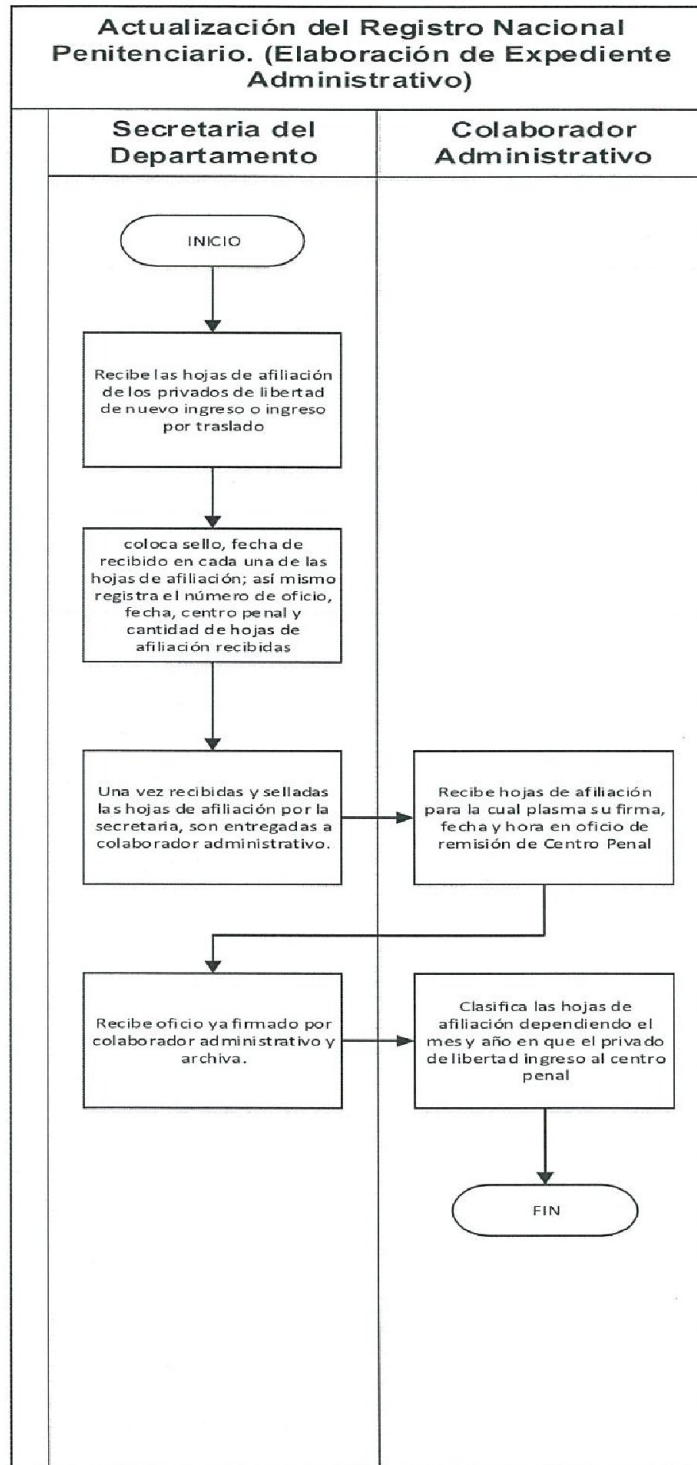 Actualización del Registro Nacional
Penitenciario. (Elaboración de Expediente
Administrativo)
Secretaria del
Departamento
Colaborador
Administrativo
INICIO
Recibe las hojas de afiliación
de los privados de libertad
de nuevo ingreso o ingreso
por traslado
coloca sello, fecha de
recibido en cada una de las
hojas de afiliación; así mismo
registra el número de oficio,
fecha, centro penal y
cantidad de hojas de
afiliación recibidas
Una vez recibidas y selladas
las hojas de afiliación por la
secretaria, son entregadas a
colaborador administrativo.
Recibe hojas de afiliación
para la cual plasma su firma,
fecha y hora en oficio de
remisión de Centro Penal
Recibe oficio ya firmado por
colaborador administrativo y
archiva.
Clasifica las hojas de
afiliación dependiendo el
mes y año en que el privado
de libertad ingreso al centro
penal
FIN